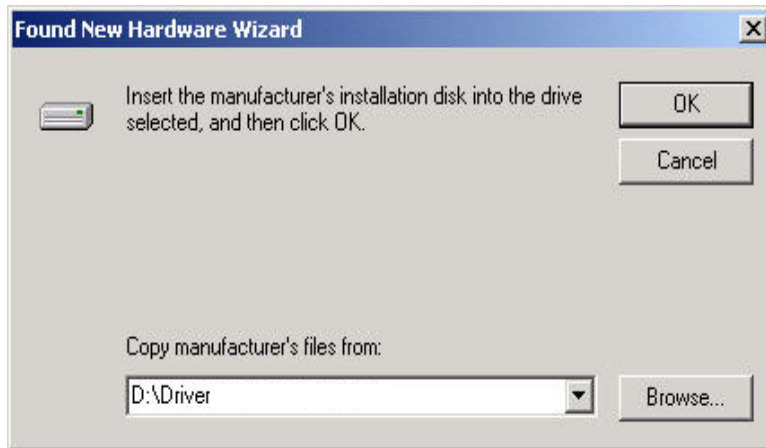 Found New Hardware Wizard
Insert the manufacturer's installation disk into the drive
selected, and then click OK.
OK
Cancel
Copy manufacturer's files from:
D:\Driver
Browse...